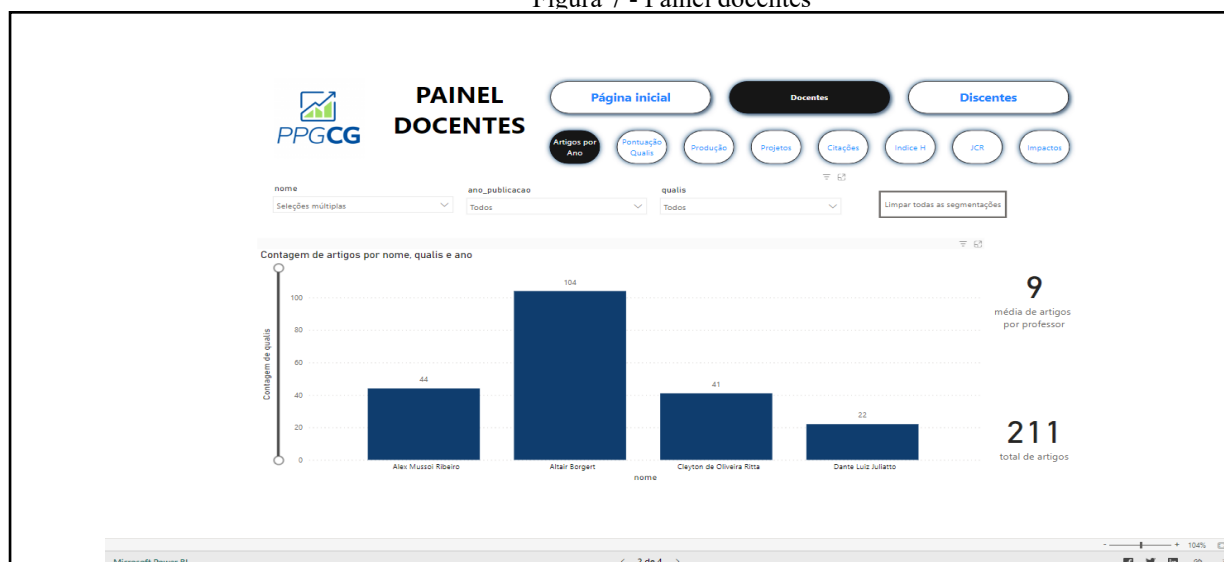 Figura 7 - Painel docentes
PPGCG
PAINEL
DOCENTES
Página inicial
Docentes
Discentes
Artigos por
Ano
Pontuação
Qualis
Produção
Projetos
Citações
Indice H
JCR
Impactos
nome
Seleções múltiplas
ano_publicacao
Todos
qualis
Todos
Limpar todas as segmentações
Contagem de artigos por nome, qualis e ano
Contagem de qualis
100
80
60
40
20
0
44
104
41
22
Alex Mussoi Ribeiro
Altair Borgert
Cleyton de Oliveira Ritta
Dante Luiz Juliatto
nome
9
média de artigos
por professor
211
total de artigos
- + 104%
Microsoft Power BI
< 2 de 4 >